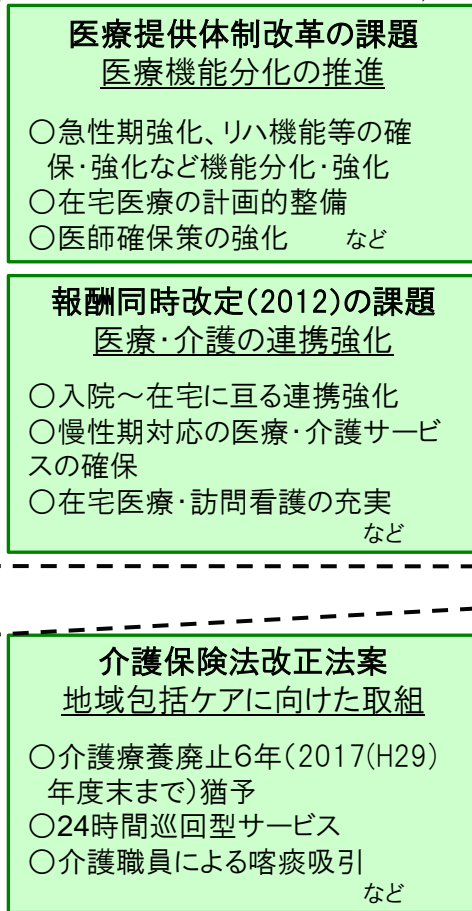 医療提供体制改革の課題
医療機能分化の推進
○急性期強化、リハ機能等の確
保・強化など機能分化・強化
○在宅医療の計画的整備
○医師確保策の強化 など
報酬同時改定(2012)の課題
医療・介護の連携強化
○入院～在宅に亘る連携強化
○慢性期対応の医療・介護サービ
スの確保
○在宅医療・訪問看護の充実
など
介護保険法改正法案
地域包括ケアに向けた取組
○介護療養廃止6年(2017(H29)
年度末まで)猶予
○24時間巡回型サービス
○介護職員による喀痰吸引
など